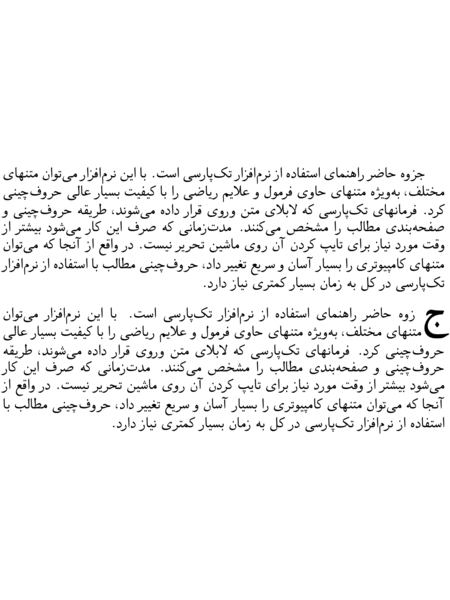 جزوه حاضر راهنمای استفاده از نرم‌افزار تک‌پارسی است. با این نرم‌افزار می‌توان متنهای
مختلف، به‌ویژه متنهای حاوی فرمول و علایم ریاضی را با کیفیت بسیار عالی حروف‌چینی
کرد. فرمانهای تک‌پارسی که لابلای متن وروی قرار داده می‌شوند، طریقه حروف‌چینی و
صفحه‌بندی مطالب را مشخص می‌کنند. مدت‌زمانی که صرف این کار می‌شود بیشتر از
وقت مورد نیاز برای تایپ کردن آن روی ماشین تحریر نیست. در واقع از آنجا که می‌توان
متنهای کامپیوتری را بسیار آسان و سریع تغییر داد، حروف‌چینی مطالب با استفاده از نرم‌افزار
تک‌پارسی در کل به زمان بسیار کمتری نیاز دارد.
ج زوه حاضر راهنمای استفاده از نرم‌افزار تک‌پارسی است. با این نرم‌افزار می‌توان
متنهای مختلف، به‌ویژه متنهای حاوی فرمول و علایم ریاضی را با کیفیت بسیار عالی
حروف‌چینی کرد. فرمانهای تک‌پارسی که لابلای متن وروی قرار داده می‌شوند، طریقه
حروف‌چینی و صفحه‌بندی مطالب را مشخص می‌کنند. مدت‌زمانی که صرف این کار
می‌شود بیشتر از وقت مورد نیاز برای تایپ کردن آن روی ماشین تحریر نیست. در واقع از
آنجا که می‌توان متنهای کامپیوتری را بسیار آسان و سریع تغییر داد، حروف‌چینی مطالب با
استفاده از نرم‌افزار تک‌پارسی در کل به زمان بسیار کمتری نیاز دارد.